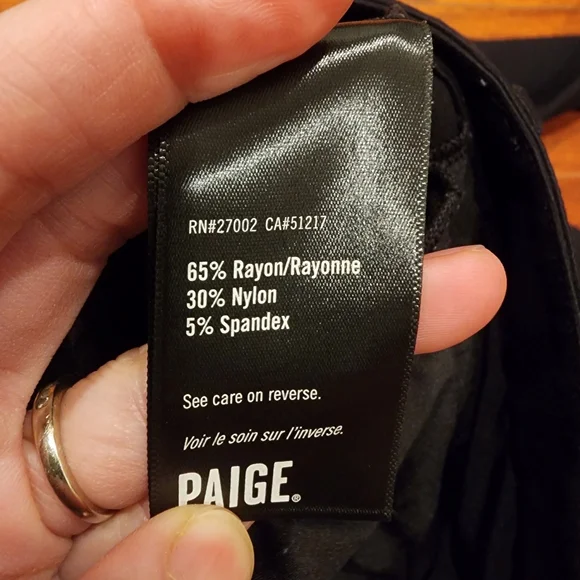 RN#27002 CA#51217
65% Rayon/Rayonne
30% Nylon
5% Spandex
See care on reverse.
Voir le soin sur l'inverse.
PAIGE®